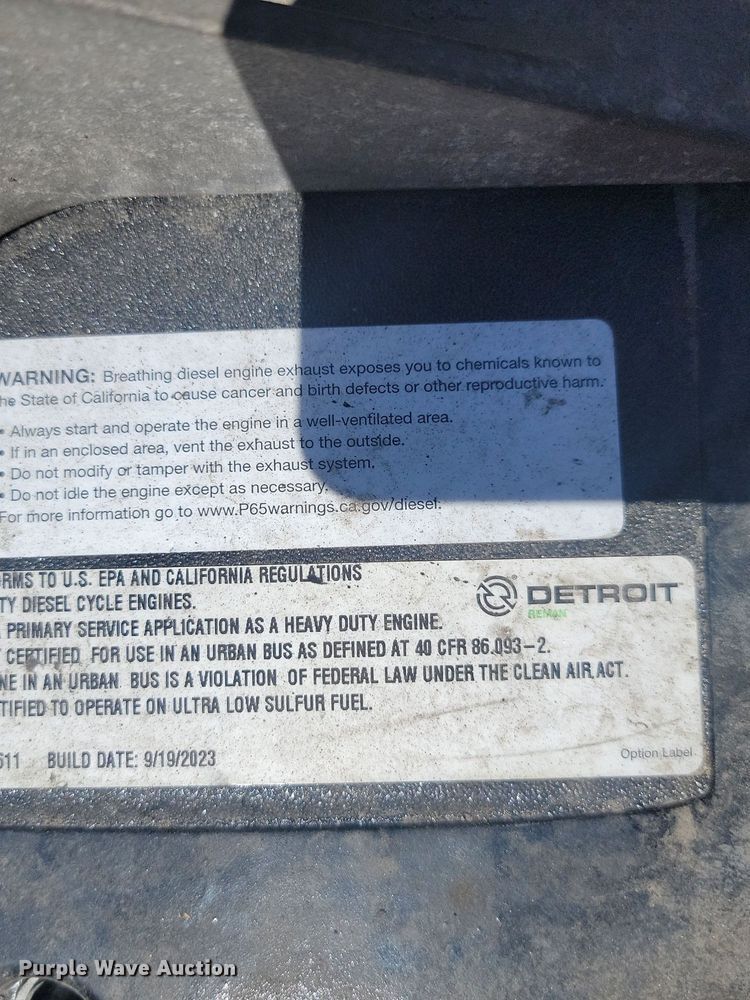 WARNING: Breathing diesel engine exhaust exposes you to chemicals known to
he State of California to cause cancer and birth defects or other reproductive harm.
• Always start and operate the engine in a well-ventilated area.
• If in an enclosed area, vent the exhaust to the outside.
• Do not modify or tamper with the exhaust system.
• Do not idle the engine except as necessary.
For more information go to www.P65warnings.ca.gov/diesel.
RMS TO U.S. EPA AND CALIFORNIA REGULATIONS
TY DIESEL CYCLE ENGINES.
PRIMARY SERVICE APPLICATION AS A HEAVY DUTY ENGINE.
CERTIFIED FOR USE IN AN URBAN BUS AS DEFINED AT 40 CFR 86.093-2.
NE IN AN URBAN BUS IS A VIOLATION OF FEDERAL LAW UNDER THE CLEAN AIR ACT.
TIFIED TO OPERATE ON ULTRA LOW SULFUR FUEL.
DETROIT
REMAN
511 BUILD DATE: 9/19/2023
Option Label
Purple Wave Auction